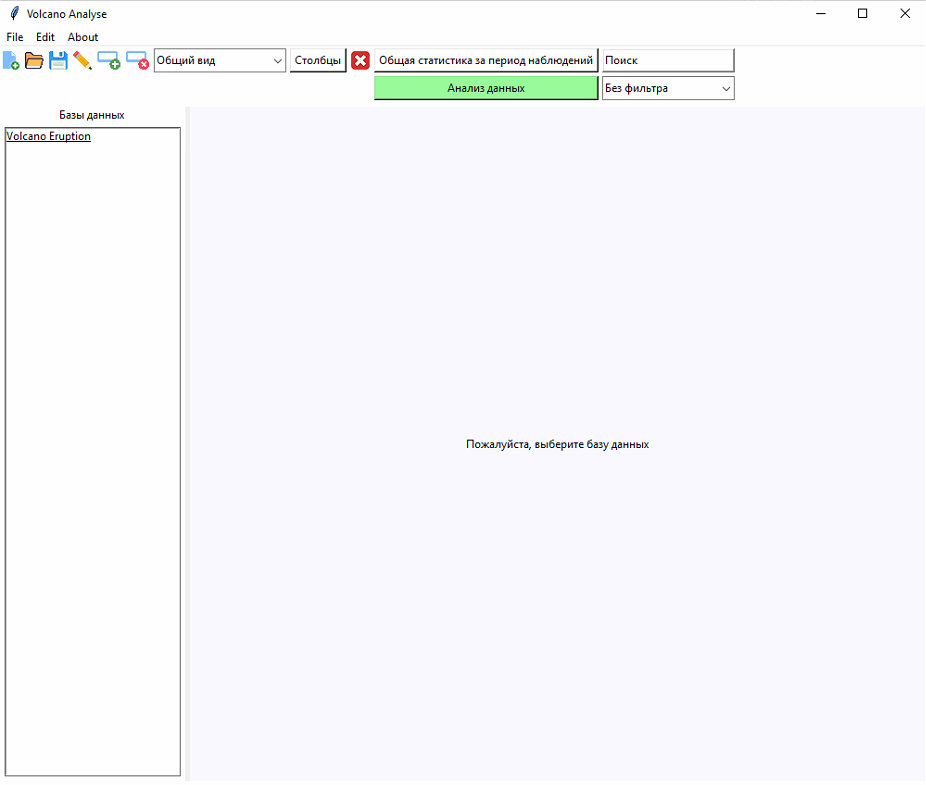 Volcano Analyse
File Edit About
Общий вид Столбцы Общая статистика за период наблюдений Поиск
Анализ данных Без фильтра
Базы данных
Volcano Eruption
Пожалуйста, выберите базу данных